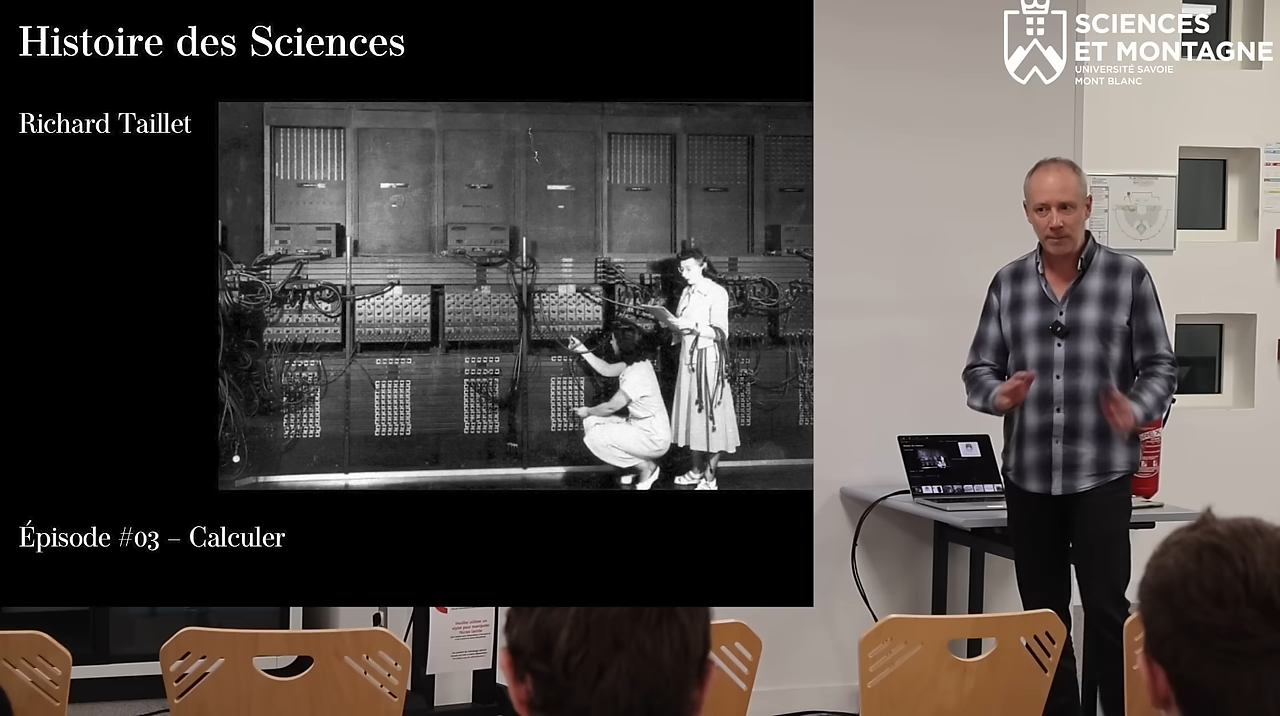 Histoire des Sciences
Richard Taillet
Épisode #03 – Calculer
SCIENCES
ET MONTAGNE
UNIVERSITÉ SAVOIE
MONT BLANC